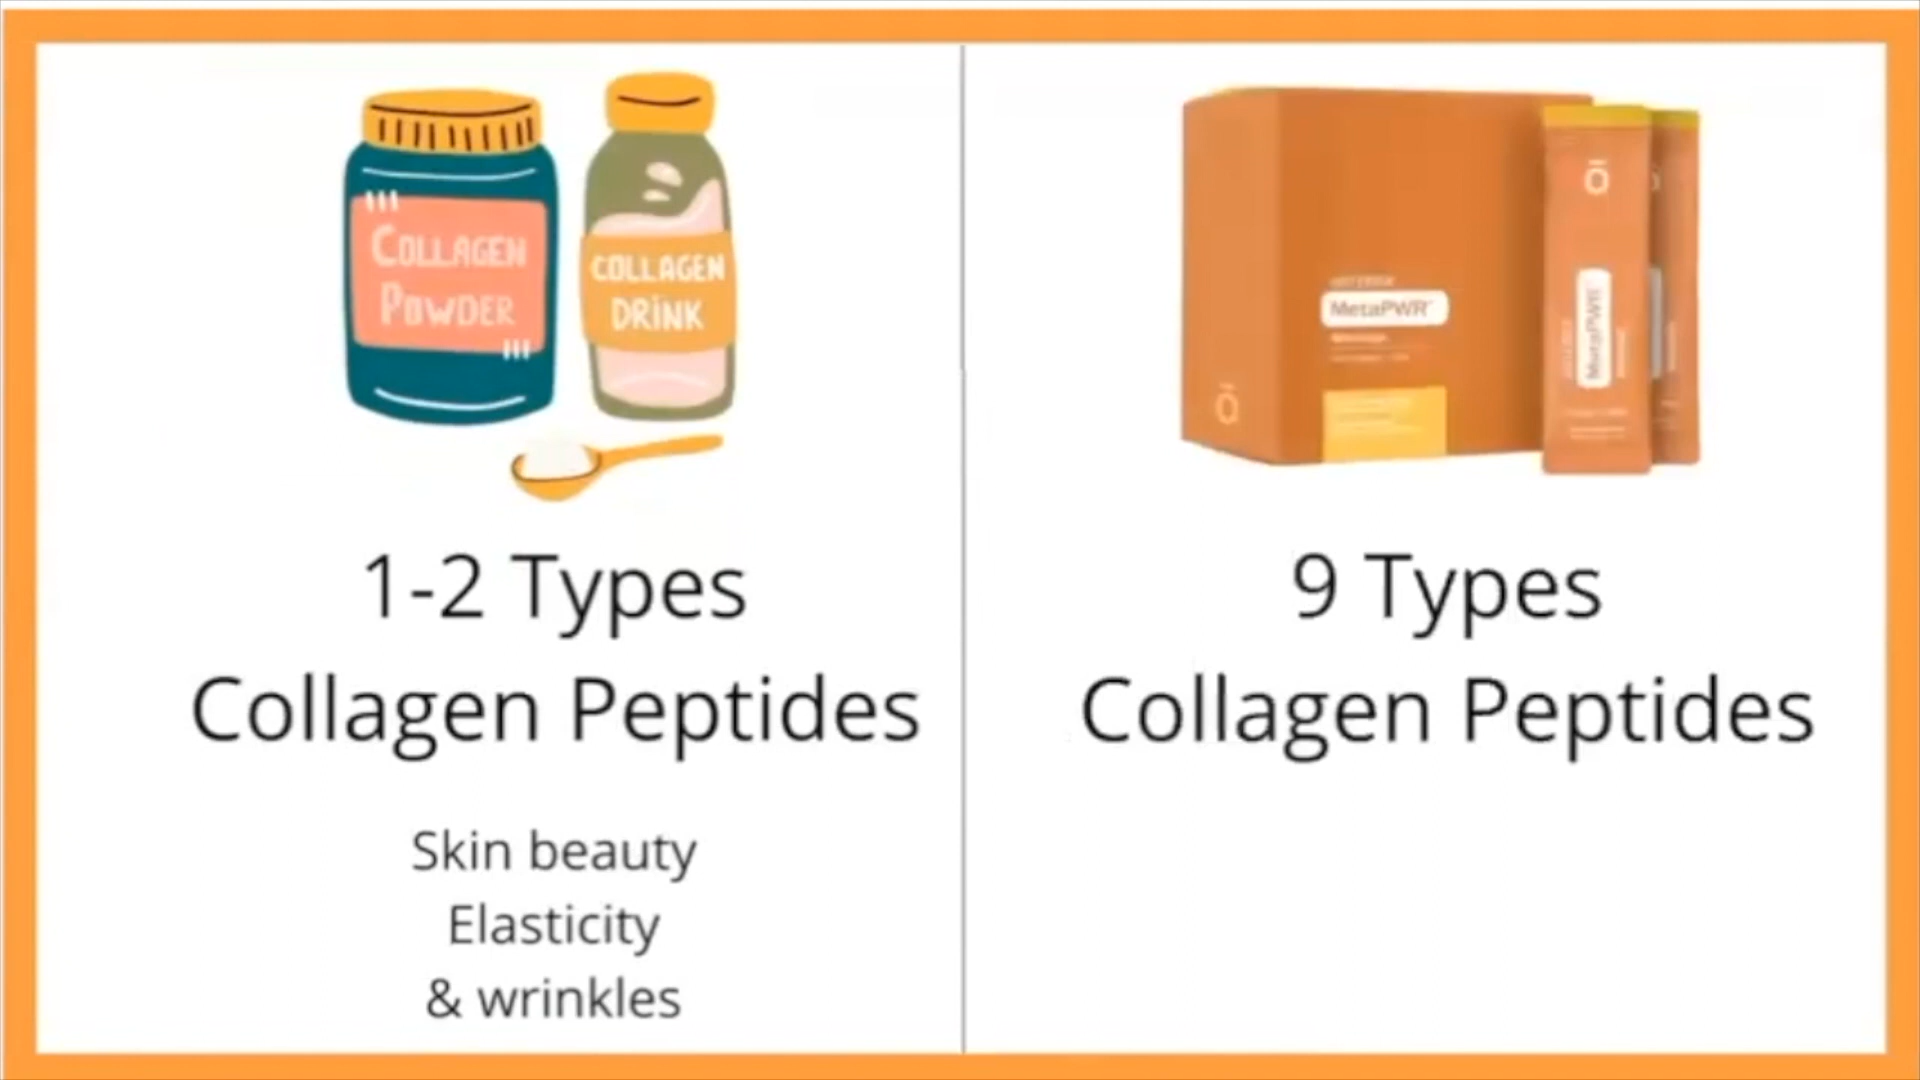 COLLAGEN
POWDER
COLLAGEN
DRINK
1-2 Types
Collagen Peptides
Skin beauty
Elasticity
& wrinkles
ō
ō
MetaPWR
MetaPWR
9 Types
Collagen Peptides